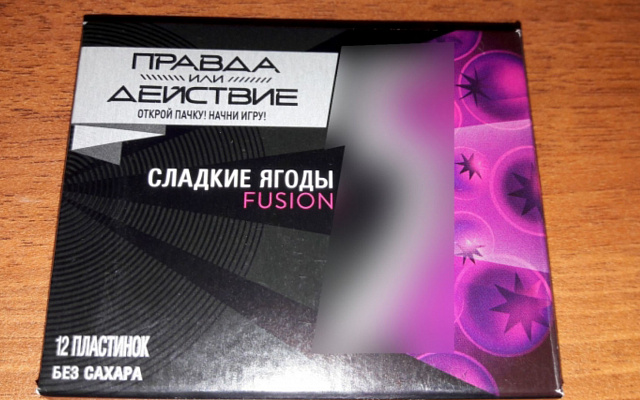 ПРАВДА
ИЛИ
ДЕЙСТВИЕ
ОТКРОЙ ПАЧКУ! НАЧНИ ИГРУ!
СЛАДКИЕ ЯГОДЫ
FUSION
12 ПЛАСТИНОК
БЕЗ САХАРА